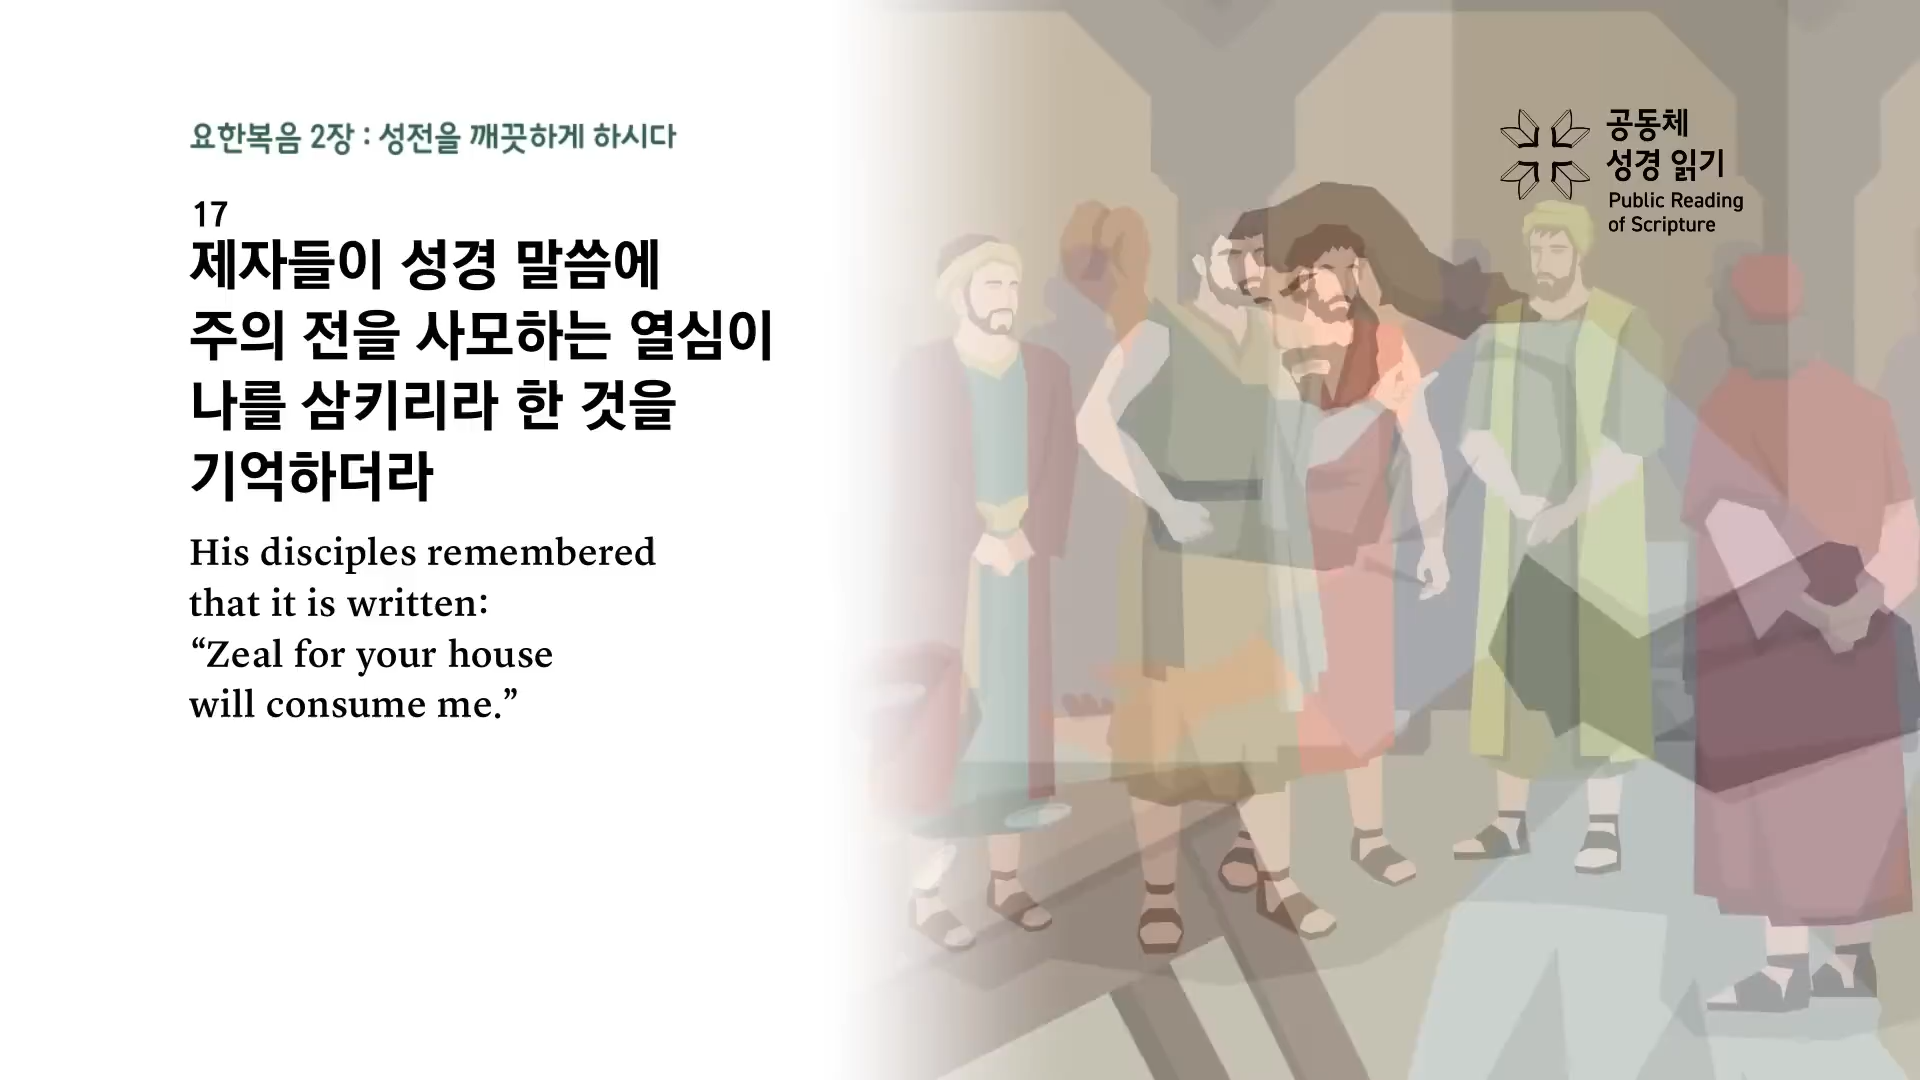 요한복음 2장 : 성전을 깨끗하게 하시다
17
제자들이 성경 말씀에
주의 전을 사모하는 열심이
나를 삼키리라 한 것을
기억하더라
His disciples remembered
that it is written:
“Zeal for your house
will consume me.”
공동체
성경 읽기
Public Reading
of Scripture